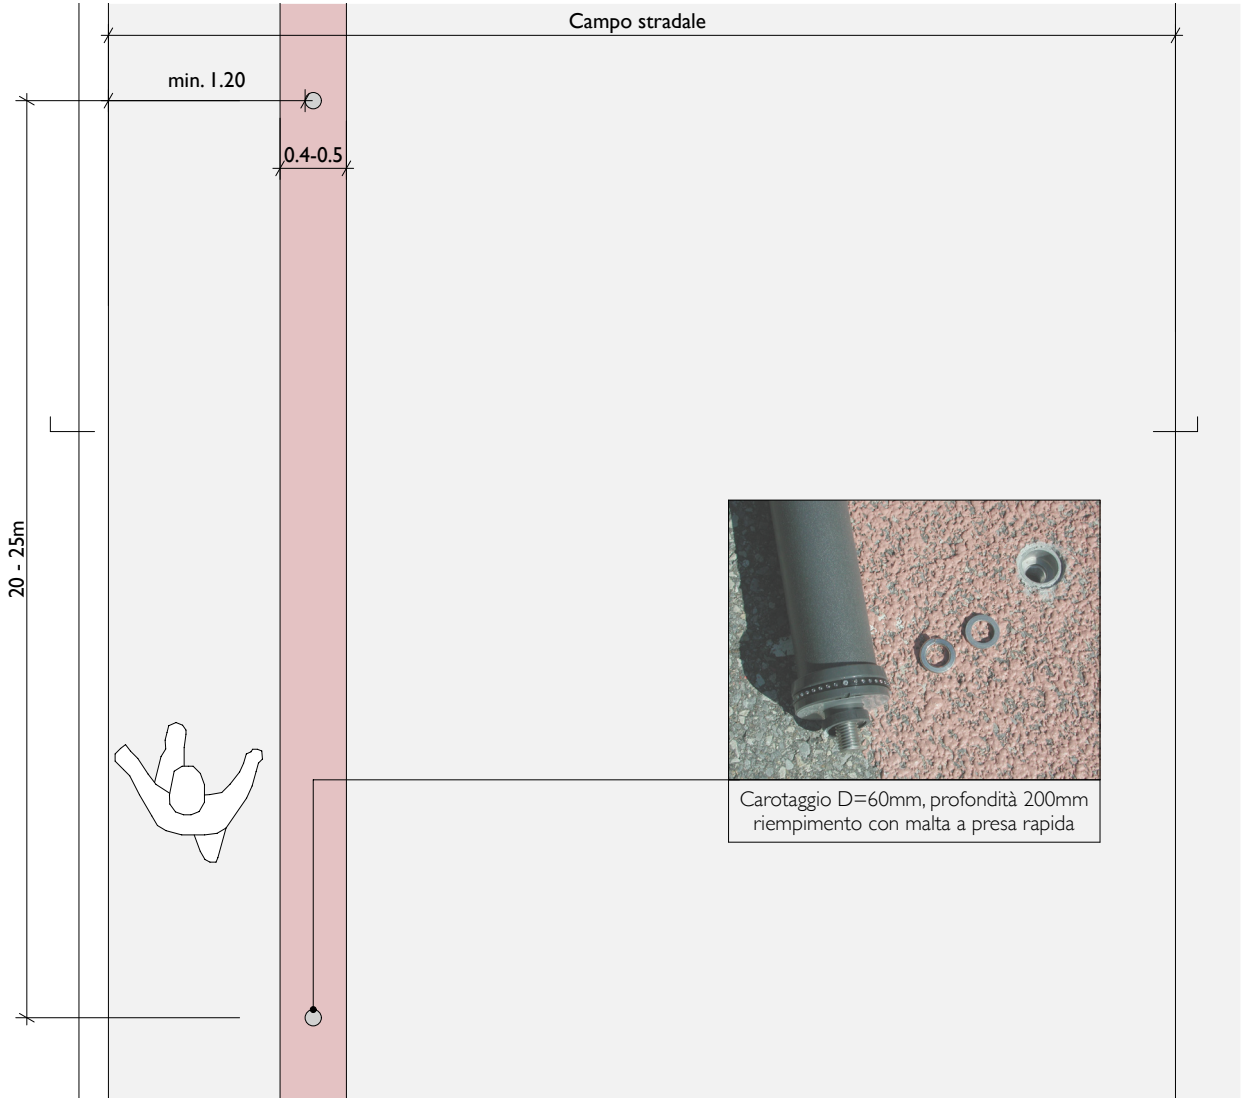 Campo stradale
min. 1.20
0.4-0.5
20 - 25m
Carotaggio D=60mm, profondità 200mm
riempimento con malta a presa rapida